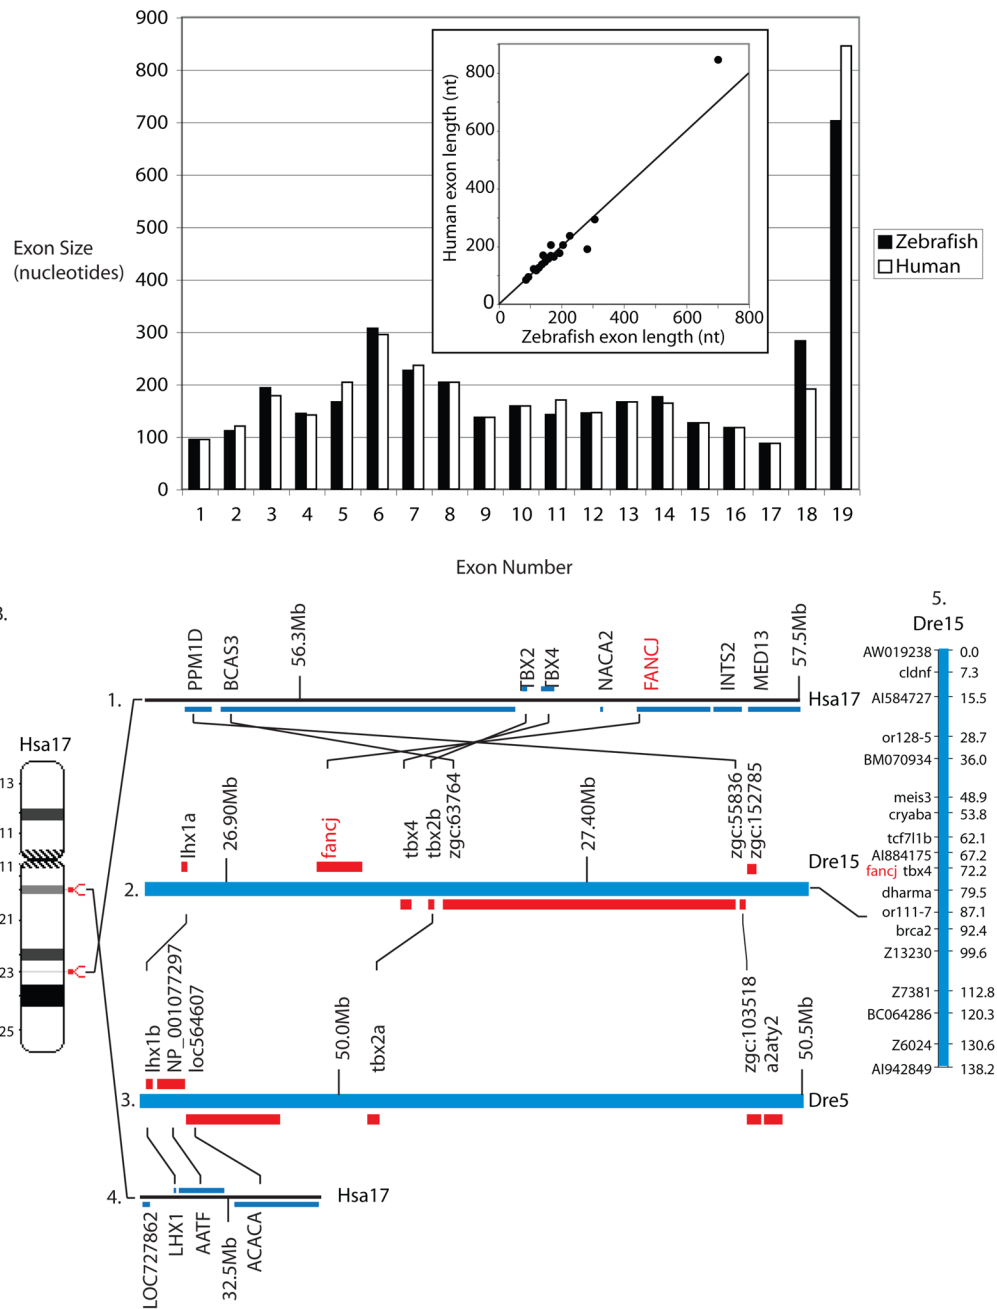 900
800
700
600
500
400
300
200
100
0
Exon Size
(nucleotides)
Human exon length (nt)
800
600
400
200
0
0 200 400 600 800
Zebrafish exon length (nt)
Zebrafish
Human
1 2 3 4 5 6 7 8 9 10 11 12 13 14 15 16 17 18 19
Exon Number
Hsa17
13
11
11
21
23
25
1.
PPM1D
BCAS3
56.3Mb
TBX2
TBX4
NACA2
FANCJ
INTS2
MED13
57.5Mb
Hsa17
2.
lhx1a
26.90Mb
fancj
tbx4
tbx2b
zgc:63764
27.40Mb
zgc:55836
zgc:152785
Dre15
3.
lhx1b
NP_001077297
loc564607
50.0Mb
tbx2a
zgc:103518
a2aty2
50.5Mb
Dre5
4.
Hsa17
LOC727862
LHX1
AATF
32.5Mb
ACACA
5.
Dre15
AW019238 0.0
cldnf 7.3
AI584727 15.5
or128-5 28.7
BM070934 36.0
meis3 48.9
cryaba 53.8
tcf7l1b 62.1
AI884175 67.2
fancj tbx4 72.2
dharma 79.5
or111-7 87.1
brca2 92.4
Z13230 99.6
Z7381 112.8
BC064286 120.3
Z6024 130.6
AI942849 138.2